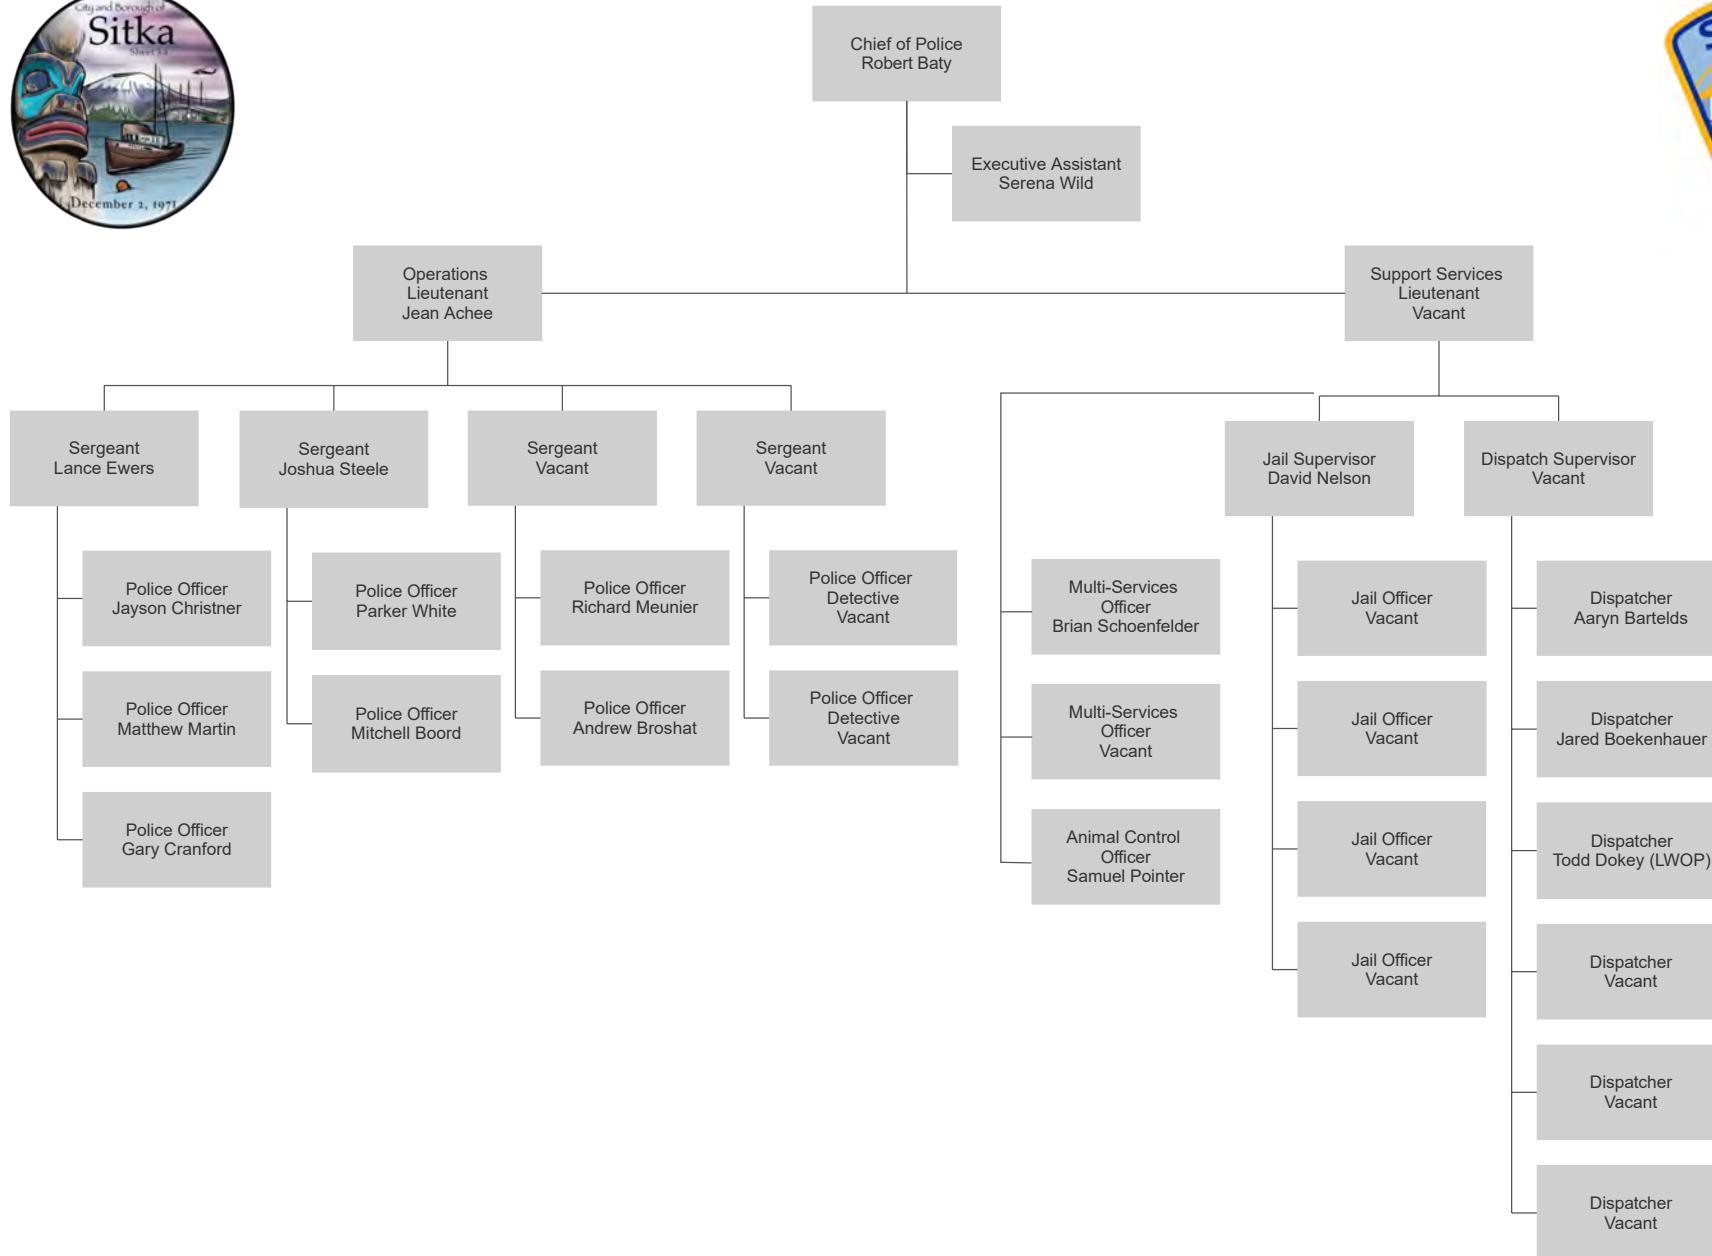 City and Borough of
Sitka
December 2, 1971
S
Chief of Police
Robert Baty
Executive Assistant
Serena Wild
Operations
Lieutenant
Jean Achee
Support Services
Lieutenant
Vacant
Sergeant
Lance Ewers
Sergeant
Joshua Steele
Sergeant
Vacant
Sergeant
Vacant
Jail Supervisor
David Nelson
Dispatch Supervisor
Vacant
Police Officer
Jayson Christner
Police Officer
Matthew Martin
Police Officer
Gary Cranford
Police Officer
Parker White
Police Officer
Mitchell Boord
Police Officer
Richard Meunier
Police Officer
Andrew Broshat
Police Officer
Detective
Vacant
Police Officer
Detective
Vacant
Multi-Services
Officer
Brian Schoenfelder
Multi-Services
Officer
Vacant
Animal Control
Officer
Samuel Pointer
Jail Officer
Vacant
Jail Officer
Vacant
Jail Officer
Vacant
Jail Officer
Vacant
Dispatcher
Aaryn Bartelds
Dispatcher
Jared Boekenhauer
Dispatcher
Todd Dokey (LWOP)
Dispatcher
Vacant
Dispatcher
Vacant
Dispatcher
Vacant